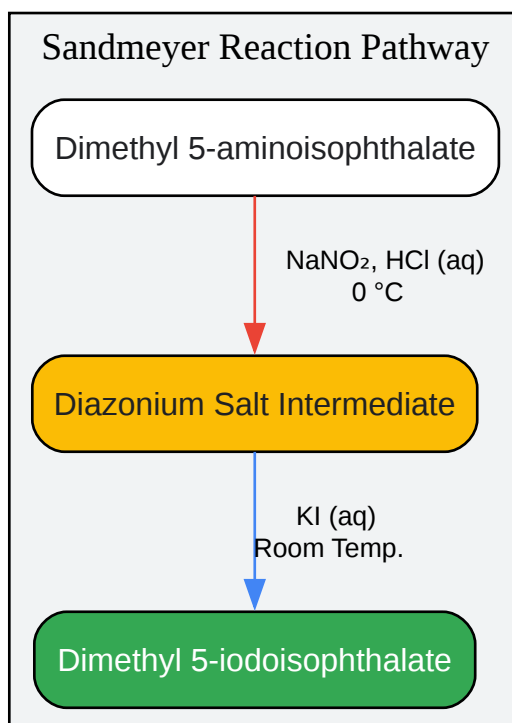 Sandmeyer Reaction Pathway
Dimethyl 5-aminoisophthalate
NaNO₂, HCl (aq)
0 °C
Diazonium Salt Intermediate
KI (aq)
Room Temp.
Dimethyl 5-iodoisophthalate